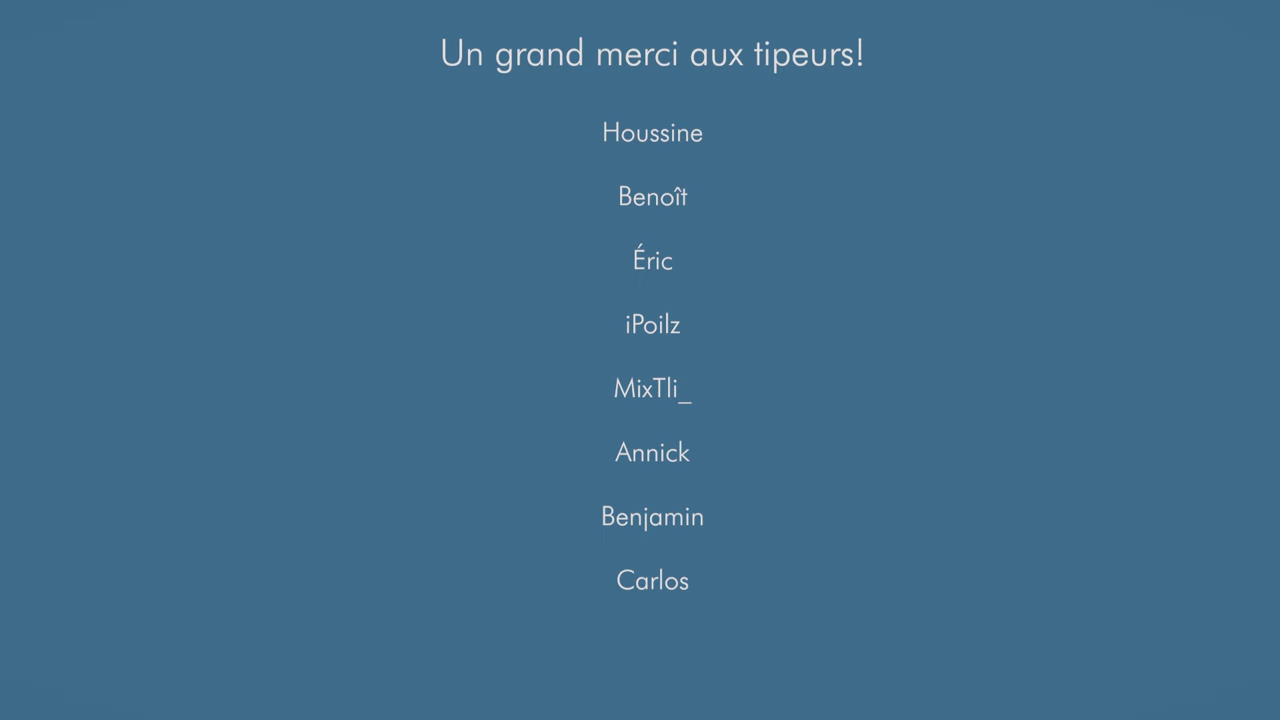 Un grand merci aux tipeurs!
Houssine
Benoît
Éric
iPoilz
MixTli_
Annick
Benjamin
Carlos